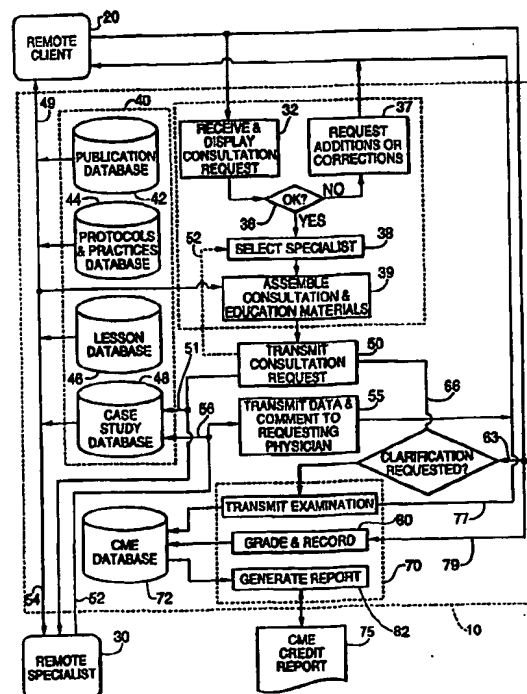 20
REMOTE
CLIENT
49
40
32
37
RECEIVE &
DISPLAY
CONSULTATION
REQUEST
REQUEST
ADDITIONS OR
CORRECTIONS
PUBLICATION
DATABASE
44
42
OK?
NO
36
YES
PROTOCOLS
& PRACTICES
DATABASE
52
SELECT SPECIALIST
38
39
ASSEMBLE
CONSULTATION &
EDUCATION MATERIALS
LESSON
DATABASE
46
48
51
TRANSMIT
CONSULTATION
REQUEST
50
66
CASE
STUDY
DATABASE
56
TRANSMIT DATA &
COMMENT TO
REQUESTING
PHYSICIAN
55
63
CLARIFICATION
REQUESTED?
TRANSMIT EXAMINATION
77
60
CME
DATABASE
GRADE & RECORD
79
70
GENERATE REPORT
72
82
54
52
10
30
75
REMOTE
SPECIALIST
CME
CREDIT
REPORT